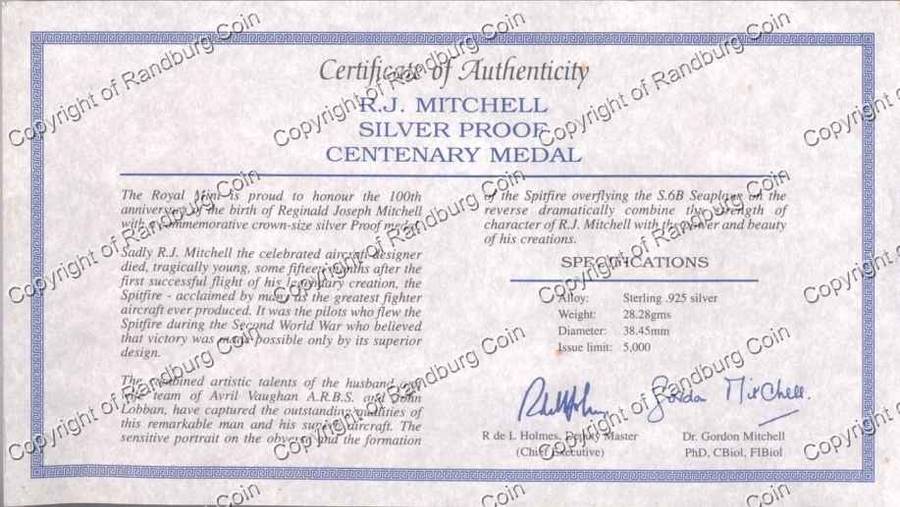 Certificate of Authenticity
R.J. MITCHELL
SILVER PROOF
CENTENARY MEDAL
The Royal Mint is proud to honour the 100th
anniversary of the birth of Reginald Joseph Mitchell
with a commemorative crown-size silver Proof medal.
Sadly R.J. Mitchell the celebrated aircraft designer
died, tragically young, some fifteen months after the
first successful flight of his legendary creation, the
Spitfire - acclaimed by many as the greatest fighter
aircraft ever produced. It was the pilots who flew the
Spitfire during the Second World War who believed
that victory was made possible only by its superior
design.
The combined artistic talents of the husband and
team of Avril Vaughan A.R.B.S. and John
Lobban, have captured the outstanding qualities of
this remarkable man and his superb aircraft. The
sensitive portrait on the obverse and the formation
of the Spitfire overflying the S.6B Seaplane on the
reverse dramatically combine the strength of
character of R.J. Mitchell with the power and beauty
of his creations.
SPECIFICATIONS
Alloy: Sterling .925 silver
Weight: 28.28gms
Diameter: 38.45mm
Issue limit: 5,000
Gordon Mitchell.
R de L Holmes, Deputy Master
(Chief Executive)
Dr. Gordon Mitchell
PhD, CBiol, FIBiol
Copyright of Randburg Coin